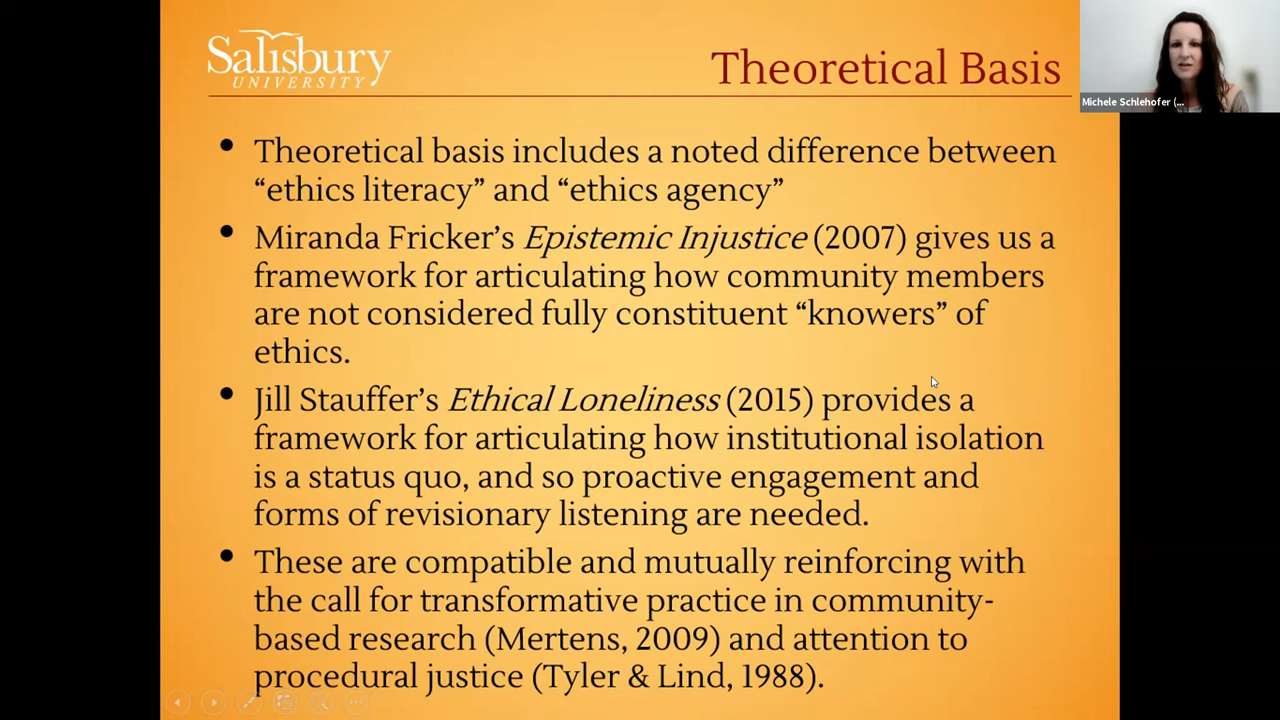 Salisbury
UNIVERSITY
Theoretical Basis
Michele Schlehofer (...
• Theoretical basis includes a noted difference between
“ethics literacy” and “ethics agency”
• Miranda Fricker’s Epistemic Injustice (2007) gives us a
framework for articulating how community members
are not considered fully constituent “knowers” of
ethics.
• Jill Stauffer’s Ethical Loneliness (2015) provides a
framework for articulating how institutional isolation
is a status quo, and so proactive engagement and
forms of revisionary listening are needed.
• These are compatible and mutually reinforcing with
the call for transformative practice in community-
based research (Mertens, 2009) and attention to
procedural justice (Tyler & Lind, 1988).